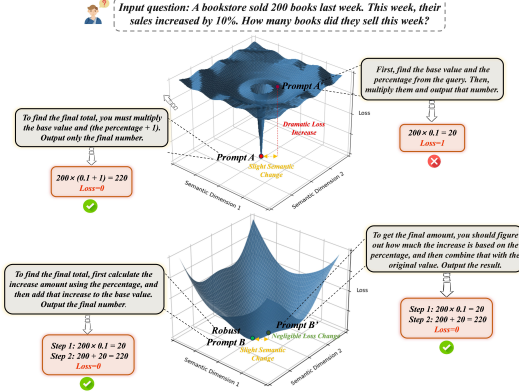 Input question: A bookstore sold 200 books last week. This week, their
sales increased by 10%. How many books did they sell this week?
First, find the base value and the
percentage from the query. Then,
multiply them and output that number.
Prompt A'
To find the final total, you must multiply
the base value and (the percentage + 1).
Output only the final number.
Dramatic Loss
Increase
Loss
200 × 0.1 = 20
Loss=1
Prompt A
Slight Semantic
Change
200 × (0.1 + 1) = 220
Loss=0
Semantic Dimension 1
Semantic Dimension 2
To get the final amount, you should figure
out how much the increase is based on the
percentage, and then combine that with the
original value. Output the result.
To find the final total, first calculate the
increase amount using the percentage, and
then add that increase to the base value.
Output the final number.
Loss
Robust
Prompt B
Prompt B'
Negligible Loss Change
Slight Semantic
Change
Step 1: 200 × 0.1 = 20
Step 2: 200 + 20 = 220
Loss=0
Step 1: 200 × 0.1 = 20
Step 2: 200 + 20 = 220
Loss=0
Semantic Dimension 1
Semantic Dimension 2